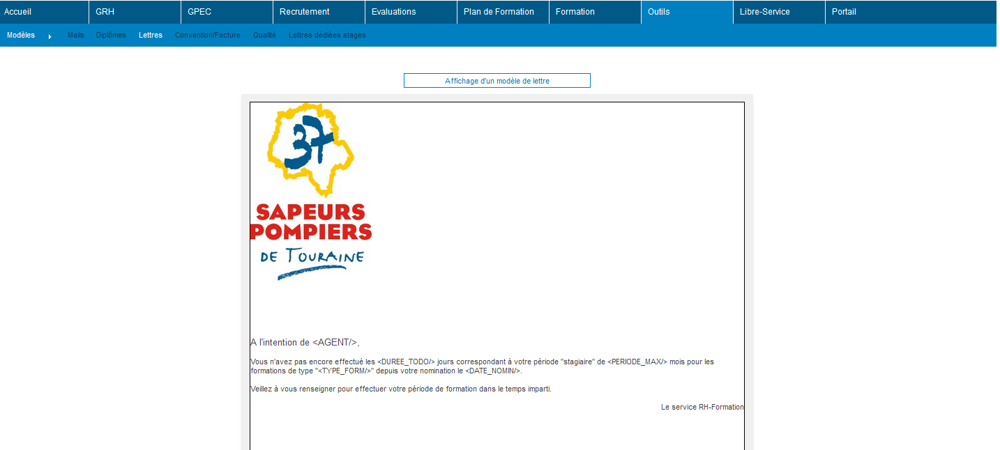 Accueil GRH GPEC Recrutement Evaluations Plan de Formation Formation Outils Libre-Service Portail
Modèles Mails Diplômes Lettres Convention/Facture Qualité Lettres dédiées stages
Affichage d'un modèle de lettre
37
SAPEURS
POMPIERS
DE TOURAINE
A l'intention de <AGENT/>,
Vous n'avez pas encore effectué les <DUREE_TODO/> jours correspondant à votre période "stagiaire" de <PERIODE_MAX/> mois pour les
formations de type "<TYPE_FORM/>" depuis votre nomination le <DATE_NOMIN/>.
Veillez à vous renseigner pour effectuer votre période de formation dans le temps imparti.
Le service RH-Formation